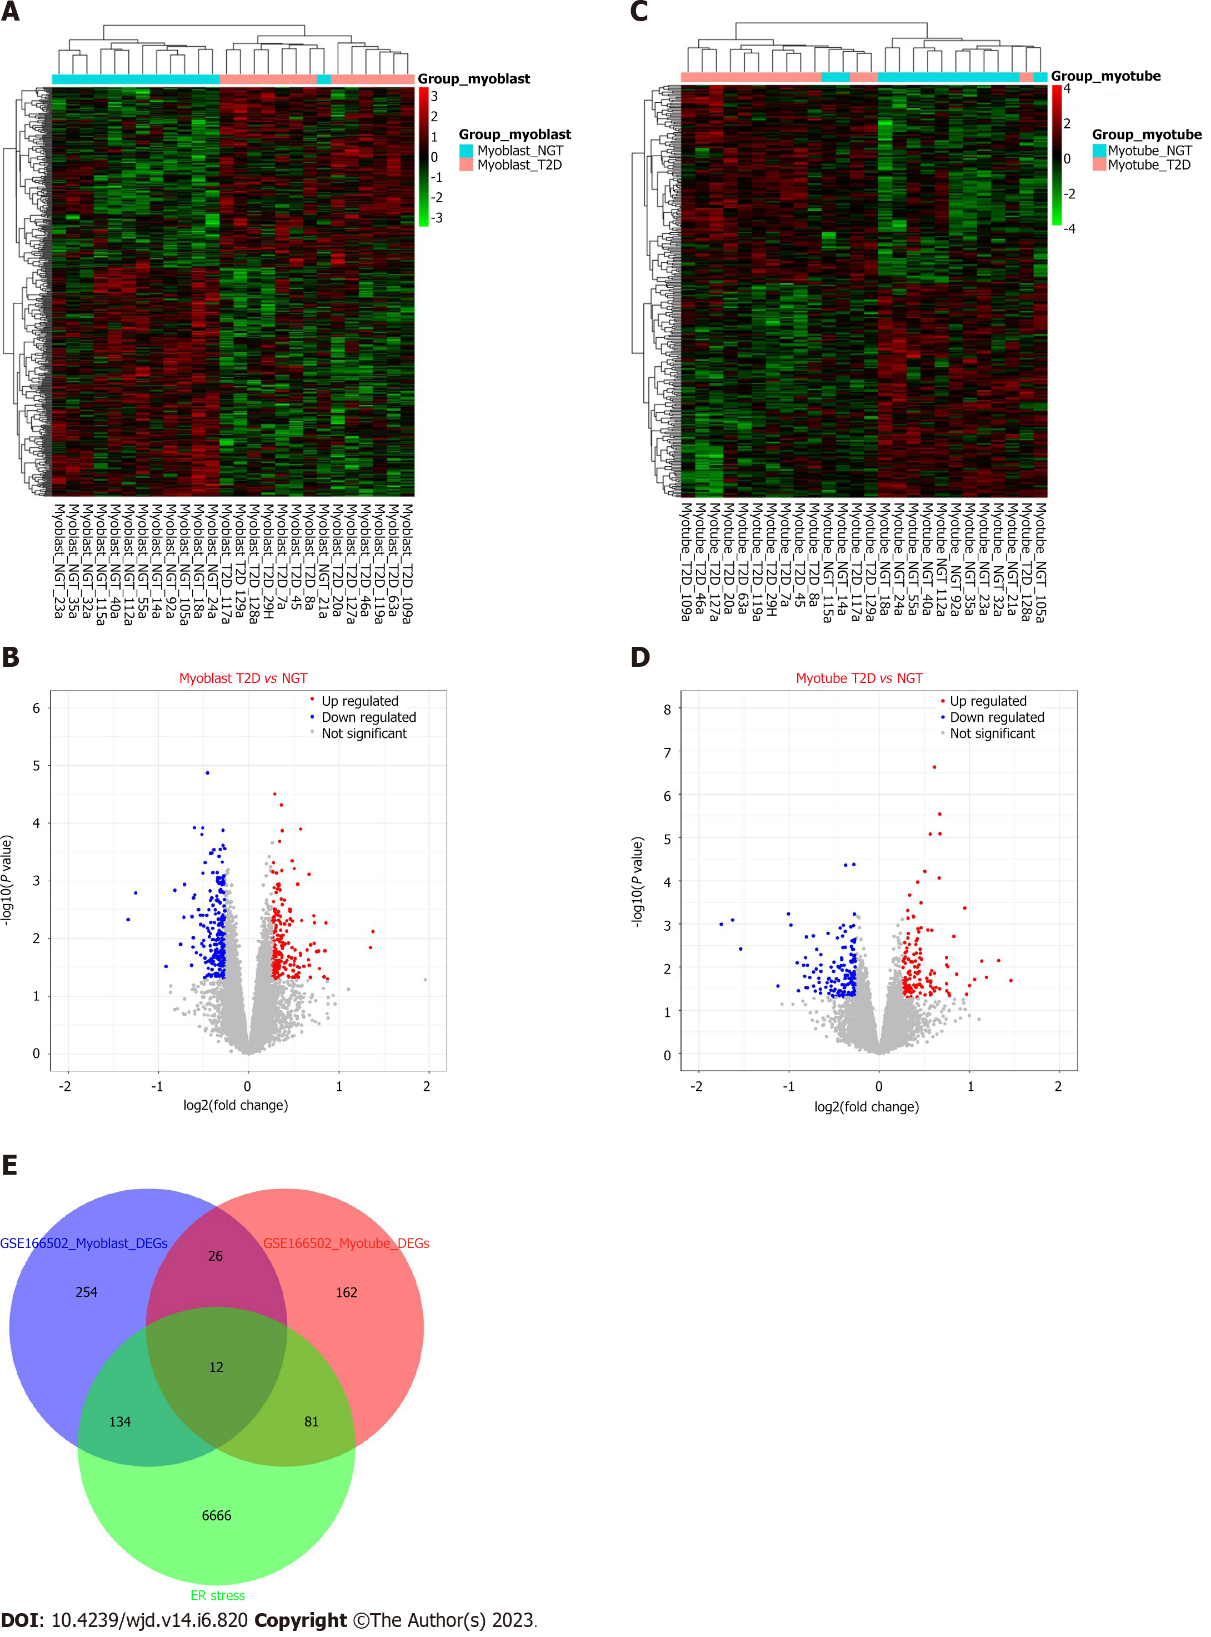 A
Group_myoblast
3
2
1
0
-1
-2
-3
Group_myoblast
Myoblast_NGT
Myoblast_T2D
Myoblast_NGT_23a
Myoblast_NGT_35a
Myoblast_NGT_32a
Myoblast_NGT_115a
Myoblast_NGT_40a
Myoblast_NGT_112a
Myoblast_NGT_55a
Myoblast_NGT_14a
Myoblast_NGT_92a
Myoblast_NGT_105a
Myoblast_NGT_18a
Myoblast_NGT_24a
Myoblast_T2D_117a
Myoblast_T2D_129a
Myoblast_T2D_128a
Myoblast_T2D_29H
Myoblast_T2D_7a
Myoblast_T2D_45
Myoblast_T2D_8a
Myoblast_NGT_21a
Myoblast_T2D_20a
Myoblast_T2D_127a
Myoblast_T2D_46a
Myoblast_T2D_119a
Myoblast_T2D_63a
Myoblast_T2D_109a
C
Group_myotube
4
2
0
-2
-4
Group_myotube
Myotube_NGT
Myotube_T2D
Myotube_T2D_109a
Myotube_T2D_46a
Myotube_T2D_127a
Myotube_T2D_20a
Myotube_T2D_63a
Myotube_T2D_119a
Myotube_T2D_29H
Myotube_T2D_7a
Myotube_T2D_45
Myotube_T2D_8a
Myotube_NGT_115a
Myotube_NGT_14a
Myotube_T2D_117a
Myotube_T2D_129a
Myotube_NGT_18a
Myotube_NGT_24a
Myotube_NGT_55a
Myotube_NGT_40a
Myotube_NGT_112a
Myotube_NGT_92a
Myotube_NGT_35a
Myotube_NGT_23a
Myotube_NGT_32a
Myotube_NGT_21a
Myotube_T2D_128a
Myotube_NGT_105a
B
Myoblast T2D vs NGT
Up regulated
Down regulated
Not significant
-log10(P value)
6
5
4
3
2
1
0
-2
-1
0
1
2
log2(fold change)
D
Myotube T2D vs NGT
Up regulated
Down regulated
Not significant
-log10(P value)
8
7
6
5
4
3
2
1
0
-2
-1
0
1
2
log2(fold change)
E
GSE166502_Myoblast_DEGs
GSE166502_Myotube_DEGs
26
254
162
12
134
81
6666
ER stress
DOI: 10.4239/wjd.v14.i6.820 Copyright ©The Author(s) 2023.